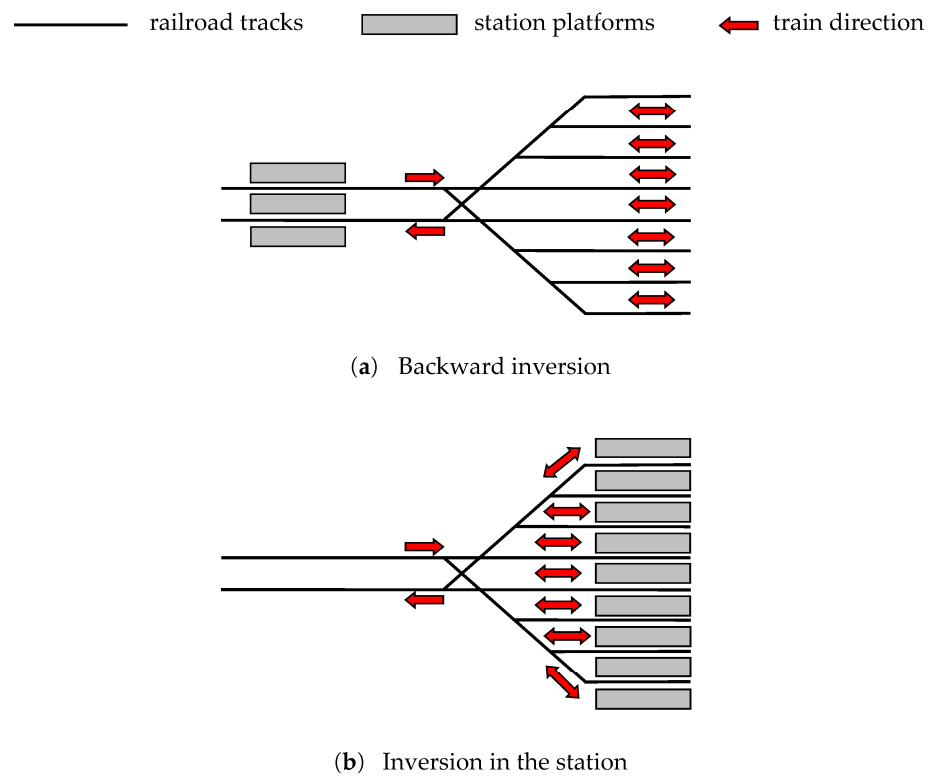 railroad tracks station platforms train direction
(a) Backward inversion
(b) Inversion in the station